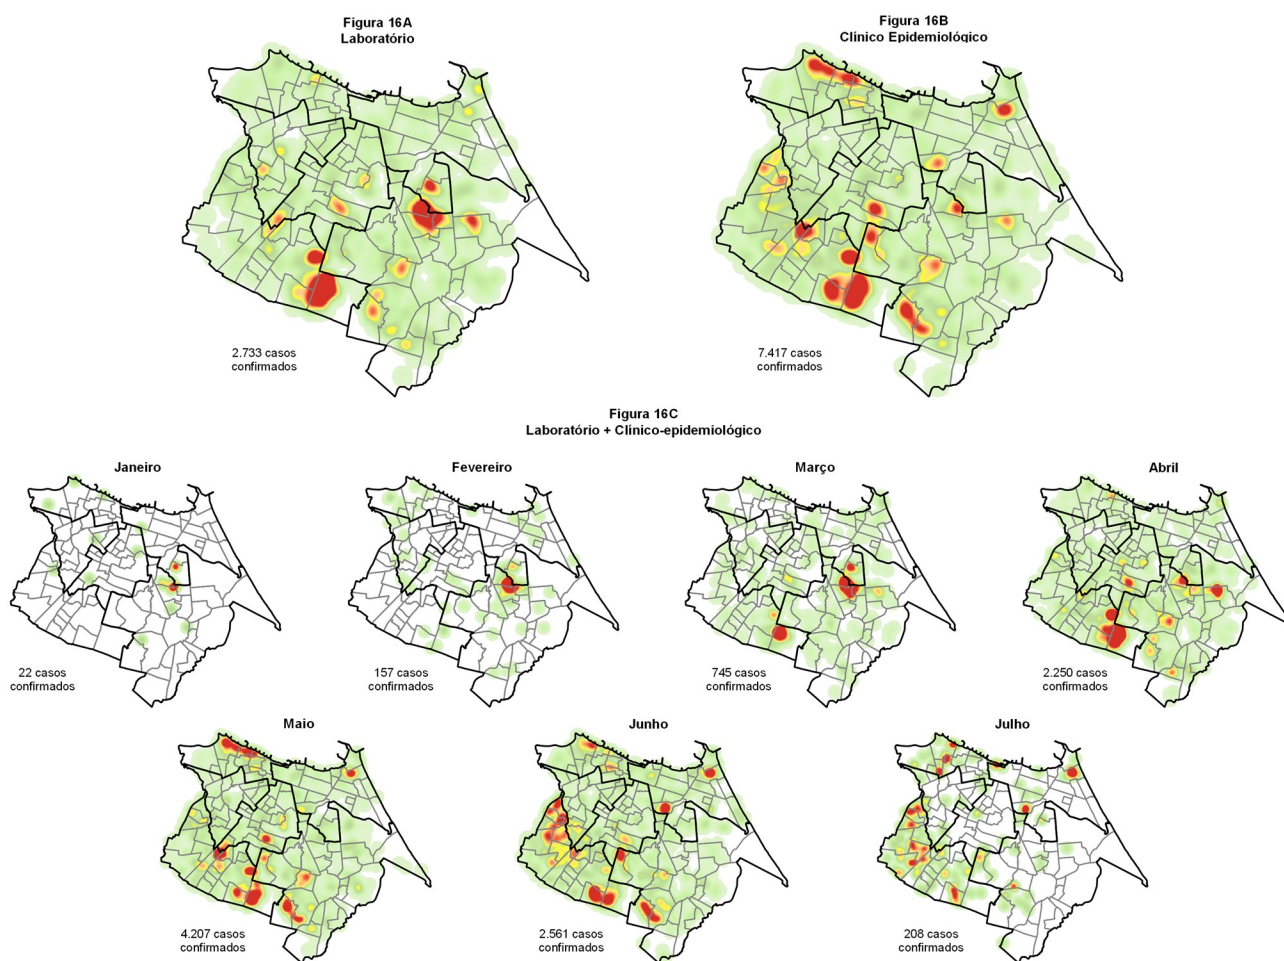 Figura 16A
Laboratório
Figura 16B
Clínico Epidemiológico
2.733 casos
confirmados
7.417 casos
confirmados
Figura 16C
Laboratório + Clínico-epidemiológico
Janeiro
Fevereiro
Março
Abril
22 casos
confirmados
157 casos
confirmados
745 casos
confirmados
2.250 casos
confirmados
Maio
Junho
Julho
4.207 casos
confirmados
2.561 casos
confirmados
208 casos
confirmados